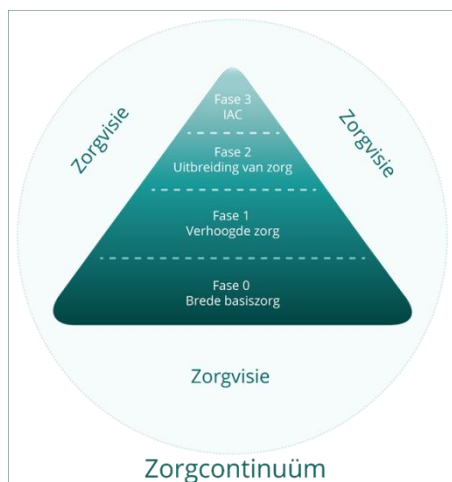 Fase 3
IAC
Zorgvisie
Zorgvisie
Fase 2
Uitbreiding van zorg
Fase 1
Verhoogde zorg
Fase 0
Brede basiszorg
Zorgvisie
Zorgcontinuüm